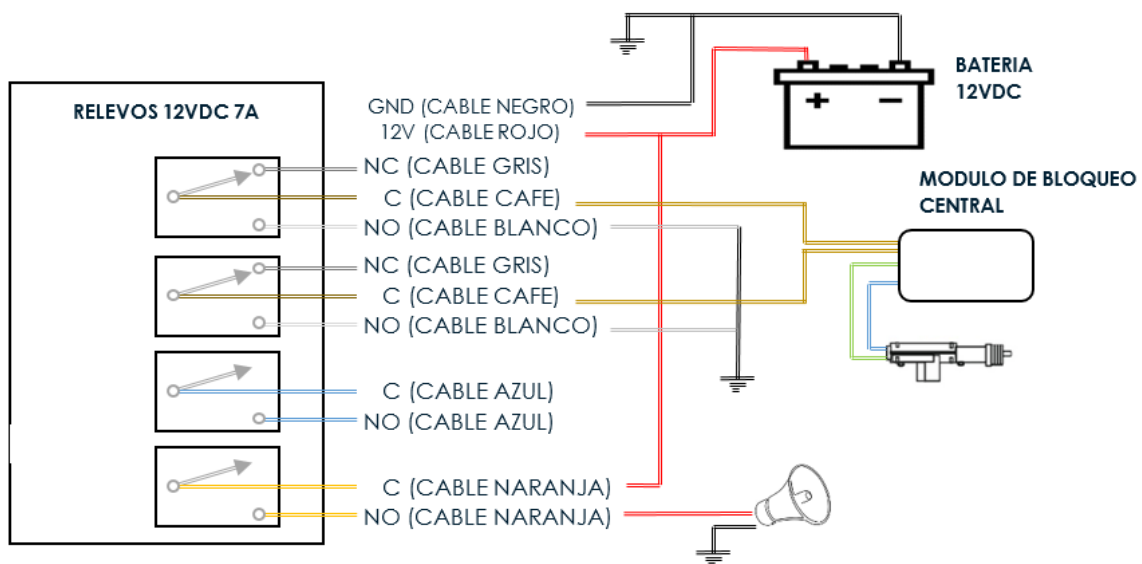 BATERIA
12VDC
RELEVOS 12VDC 7A
GND (CABLE NEGRO)
12V (CABLE ROJO)
NC (CABLE GRIS)
C (CABLE CAFE)
NO (CABLE BLANCO)
NC (CABLE GRIS)
C (CABLE CAFE)
NO (CABLE BLANCO)
C (CABLE AZUL)
NO (CABLE AZUL)
C (CABLE NARANJA)
NO (CABLE NARANJA)
MODULO DE BLOQUEO
CENTRAL